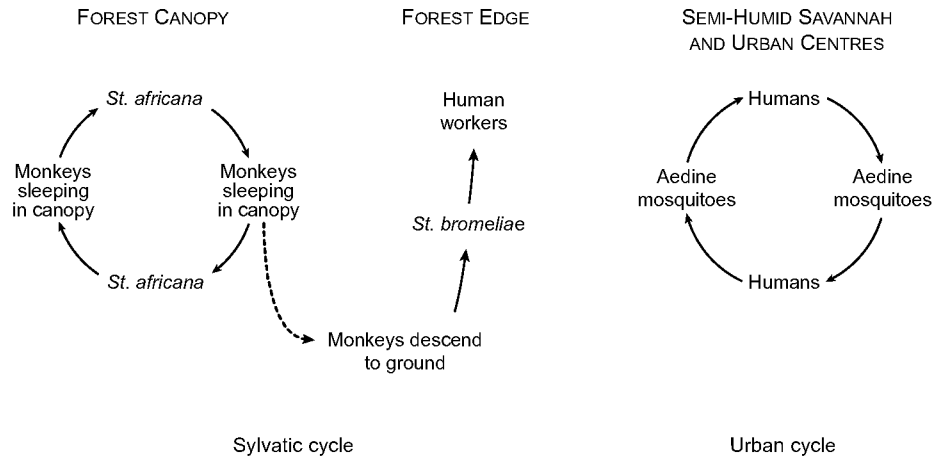 FOREST CANOPY
FOREST EDGE
SEMI-HUMID SAVANNAH
AND URBAN CENTRES
St. africana
Monkeys
sleeping
in canopy
Monkeys
sleeping
in canopy
St. africana
Human
workers
St. bromeliae
Monkeys descend
to ground
Humans
Aedine
mosquitoes
Aedine
mosquitoes
Humans
Sylvatic cycle
Urban cycle